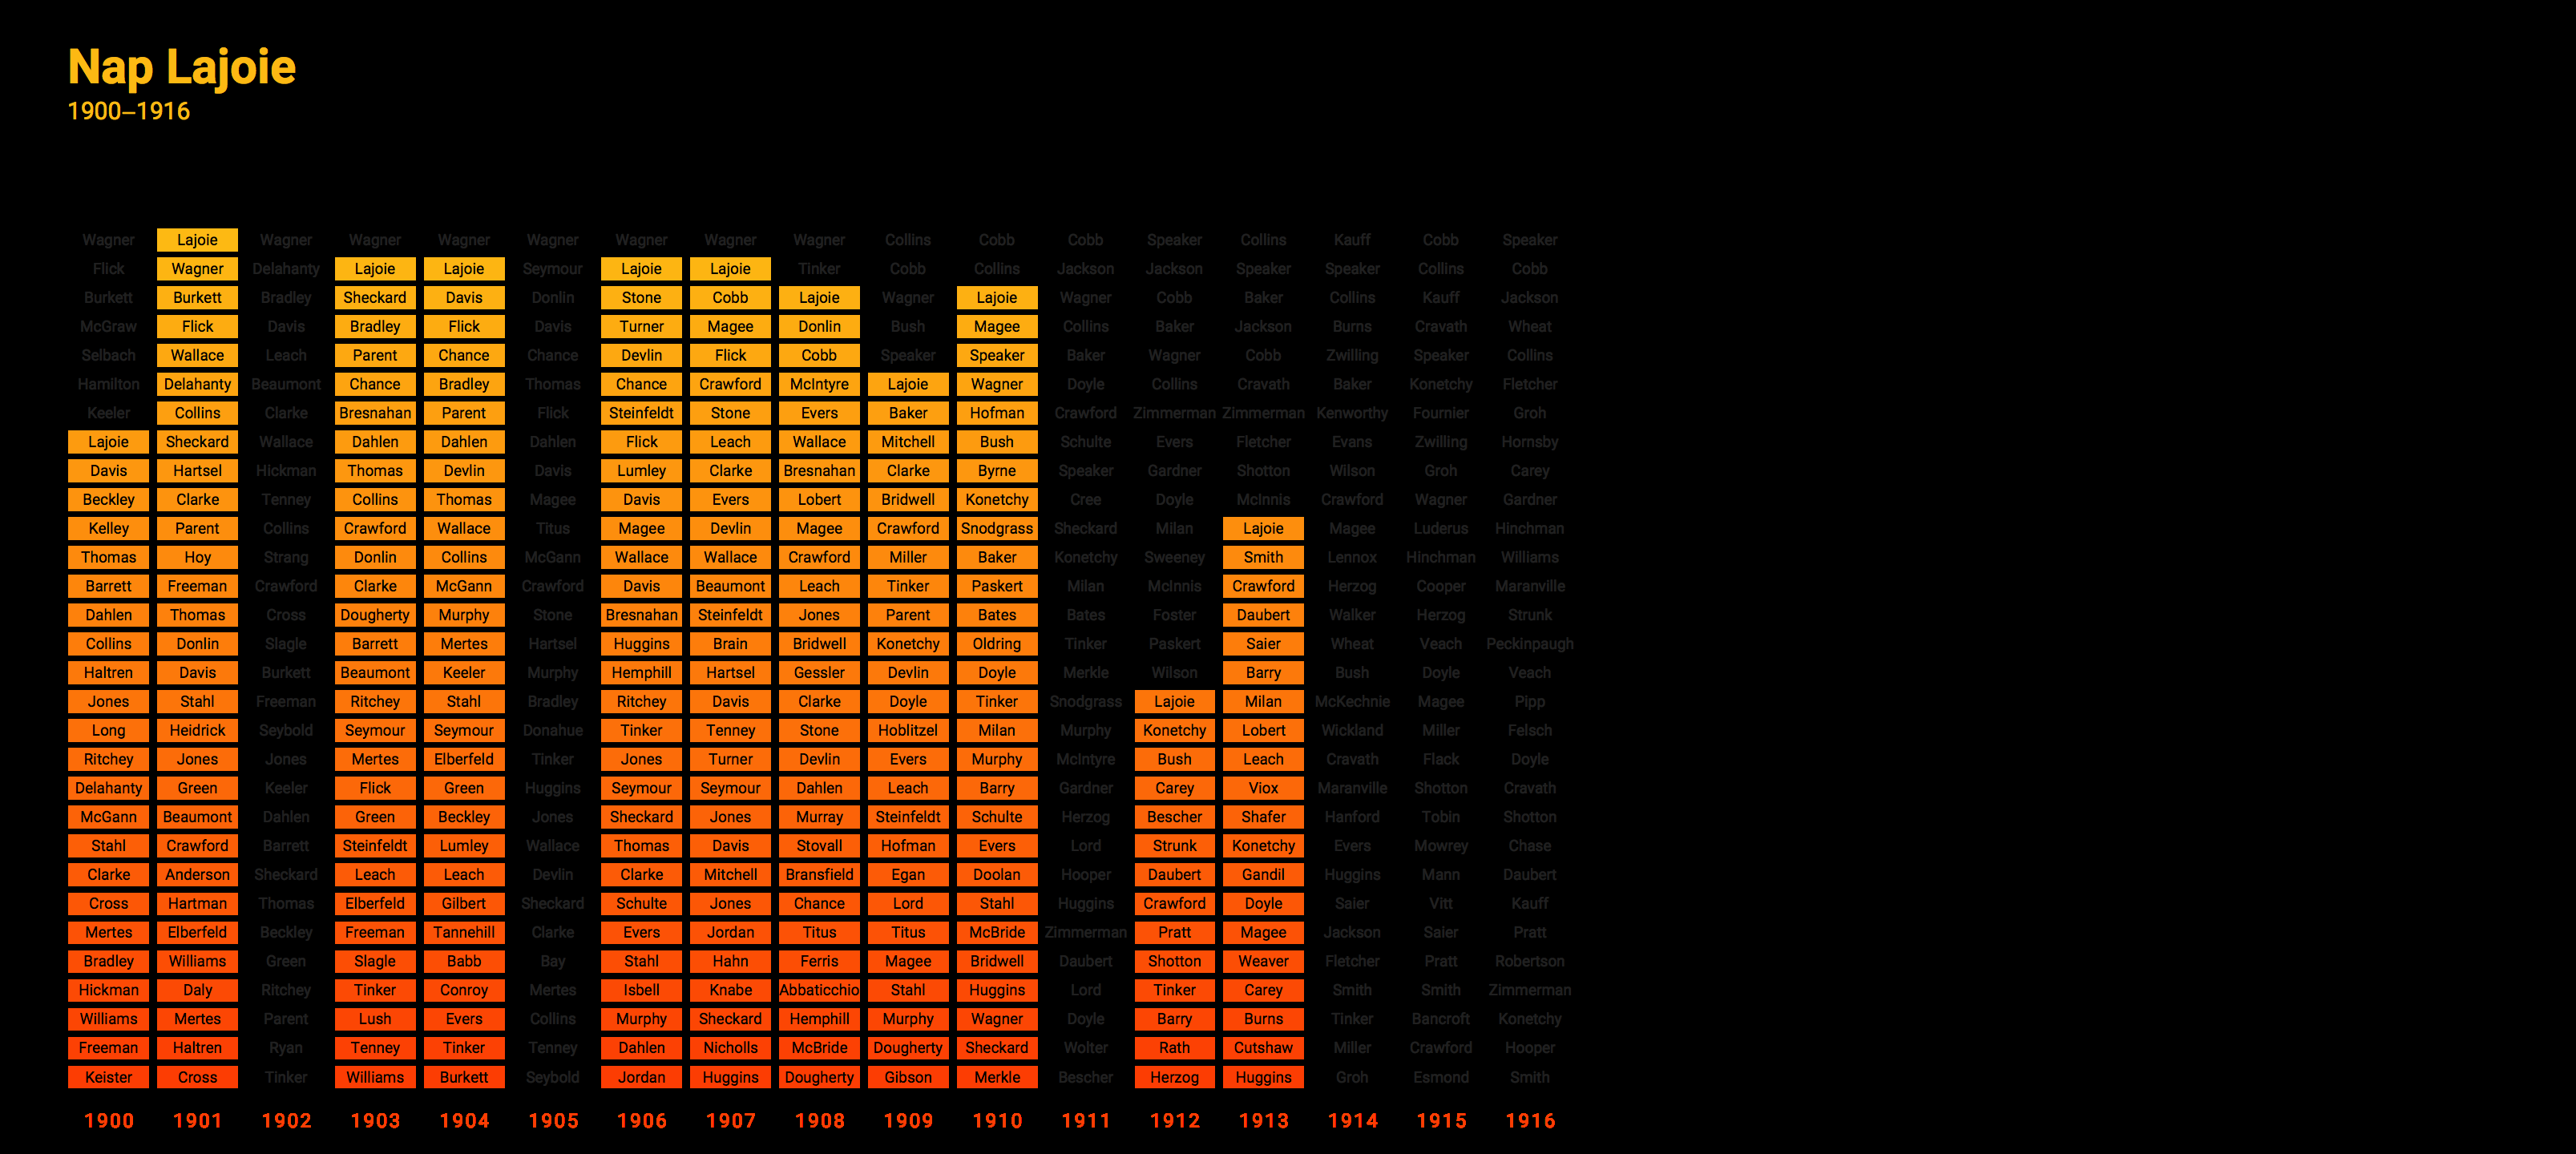 Nap Lajoie
1900–1916
Wagner Lajoie Wagner Wagner Wagner Wagner Wagner Wagner Wagner Collins Cobb Cobb Speaker Collins Kauff Cobb Speaker
Flick Wagner Delahanty Lajoie Lajoie Seymour Lajoie Lajoie Tinker Cobb Collins Jackson Jackson Speaker Speaker Collins Cobb
Burkett Burkett Bradley Sheckard Davis Donlin Stone Cobb Lajoie Wagner Lajoie Wagner Cobb Baker Collins Kauff Jackson
McGraw Flick Davis Bradley Flick Davis Turner Magee Donlin Bush Magee Collins Baker Jackson Burns Cravath Wheat
Selbach Wallace Leach Parent Chance Chance Devlin Flick Cobb Speaker Speaker Baker Wagner Cobb Zwilling Speaker Collins
Hamilton Delahanty Beaumont Chance Bradley Thomas Chance Crawford McIntyre Lajoie Wagner Doyle Collins Cravath Baker Konetchy Fletcher
Keeler Collins Clarke Bresnahan Parent Flick Steinfeldt Stone Evers Baker Hofman Crawford Zimmerman Zimmerman Kenworthy Fournier Groh
Lajoie Sheckard Wallace Dahlen Dahlen Dahlen Flick Leach Wallace Mitchell Bush Schulte Evers Fletcher Evans Zwilling Hornsby
Davis Hartsel Hickman Thomas Devlin Davis Lumley Clarke Bresnahan Clarke Byrne Speaker Gardner Shotton Wilson Groh Carey
Beckley Clarke Tenney Collins Thomas Magee Davis Evers Lobert Bridwell Konetchy Cree Doyle McInnis Crawford Wagner Gardner
Kelley Parent Collins Crawford Wallace Titus Magee Devlin Magee Crawford Snodgrass Sheckard Milan Lajoie Magee Luderus Hinchman
Thomas Hoy Strang Donlin Collins McGann Wallace Wallace Crawford Miller Baker Konetchy Sweeney Smith Lennox Hinchman Williams
Barrett Freeman Crawford Clarke McGann Crawford Davis Beaumont Leach Tinker Paskert Milan McInnis Crawford Herzog Cooper Maranville
Dahlen Thomas Cross Dougherty Murphy Stone Bresnahan Steinfeldt Jones Parent Bates Bates Foster Daubert Walker Herzog Strunk
Collins Donlin Slagle Barrett Mertes Hartsel Huggins Brain Bridwell Konetchy Oldring Tinker Paskert Saier Wheat Veach Peckinpaugh
Haltren Davis Burkett Beaumont Keeler Murphy Hemphill Hartsel Gessler Devlin Doyle Merkle Wilson Barry Bush Doyle Veach
Jones Stahl Freeman Ritchey Stahl Bradley Ritchey Davis Clarke Doyle Tinker Snodgrass Lajoie Milan McKechnie Magee Pipp
Long Heidrick Seybold Seymour Seymour Donahue Tinker Tenney Stone Hoblitzel Milan Murphy Konetchy Lobert Wickland Miller Felsch
Ritchey Jones Jones Mertes Elberfeld Tinker Jones Turner Devlin Evers Murphy McIntyre Bush Leach Cravath Flack Doyle
Delahanty Green Keeler Flick Green Huggins Seymour Seymour Dahlen Leach Barry Gardner Carey Viox Maranville Shotton Cravath
McGann Beaumont Dahlen Green Beckley Jones Sheckard Jones Murray Steinfeldt Schulte Herzog Bescher Shafer Hanford Tobin Shotton
Stahl Crawford Barrett Steinfeldt Lumley Wallace Thomas Davis Stovall Hofman Evers Lord Strunk Konetchy Evers Mowrey Chase
Clarke Anderson Sheckard Leach Leach Devlin Clarke Mitchell Bransfield Egan Doolan Hooper Daubert Gandil Huggins Mann Daubert
Cross Hartman Thomas Elberfeld Gilbert Sheckard Schulte Jones Chance Lord Stahl Huggins Crawford Doyle Saier Vitt Kauff
Mertes Elberfeld Beckley Freeman Tannehill Clarke Evers Jordan Titus Titus McBride Zimmerman Pratt Magee Jackson Saier Pratt
Bradley Williams Green Slagle Babb Bay Stahl Hahn Ferris Magee Bridwell Daubert Shotton Weaver Fletcher Pratt Robertson
Hickman Daly Ritchey Tinker Conroy Mertes Isbell Knabe Abbaticchio Stahl Huggins Lord Tinker Carey Smith Smith Zimmerman
Williams Mertes Parent Lush Evers Collins Murphy Sheckard Hemphill Murphy Wagner Doyle Barry Burns Tinker Bancroft Konetchy
Freeman Haltren Ryan Tenney Tinker Tenney Dahlen Nicholls McBride Dougherty Sheckard Wolter Rath Cutshaw Miller Crawford Hooper
Keister Cross Tinker Williams Burkett Seybold Jordan Huggins Dougherty Gibson Merkle Bescher Herzog Huggins Groh Esmond Smith
1900 1901 1902 1903 1904 1905 1906 1907 1908 1909 1910 1911 1912 1913 1914 1915 1916